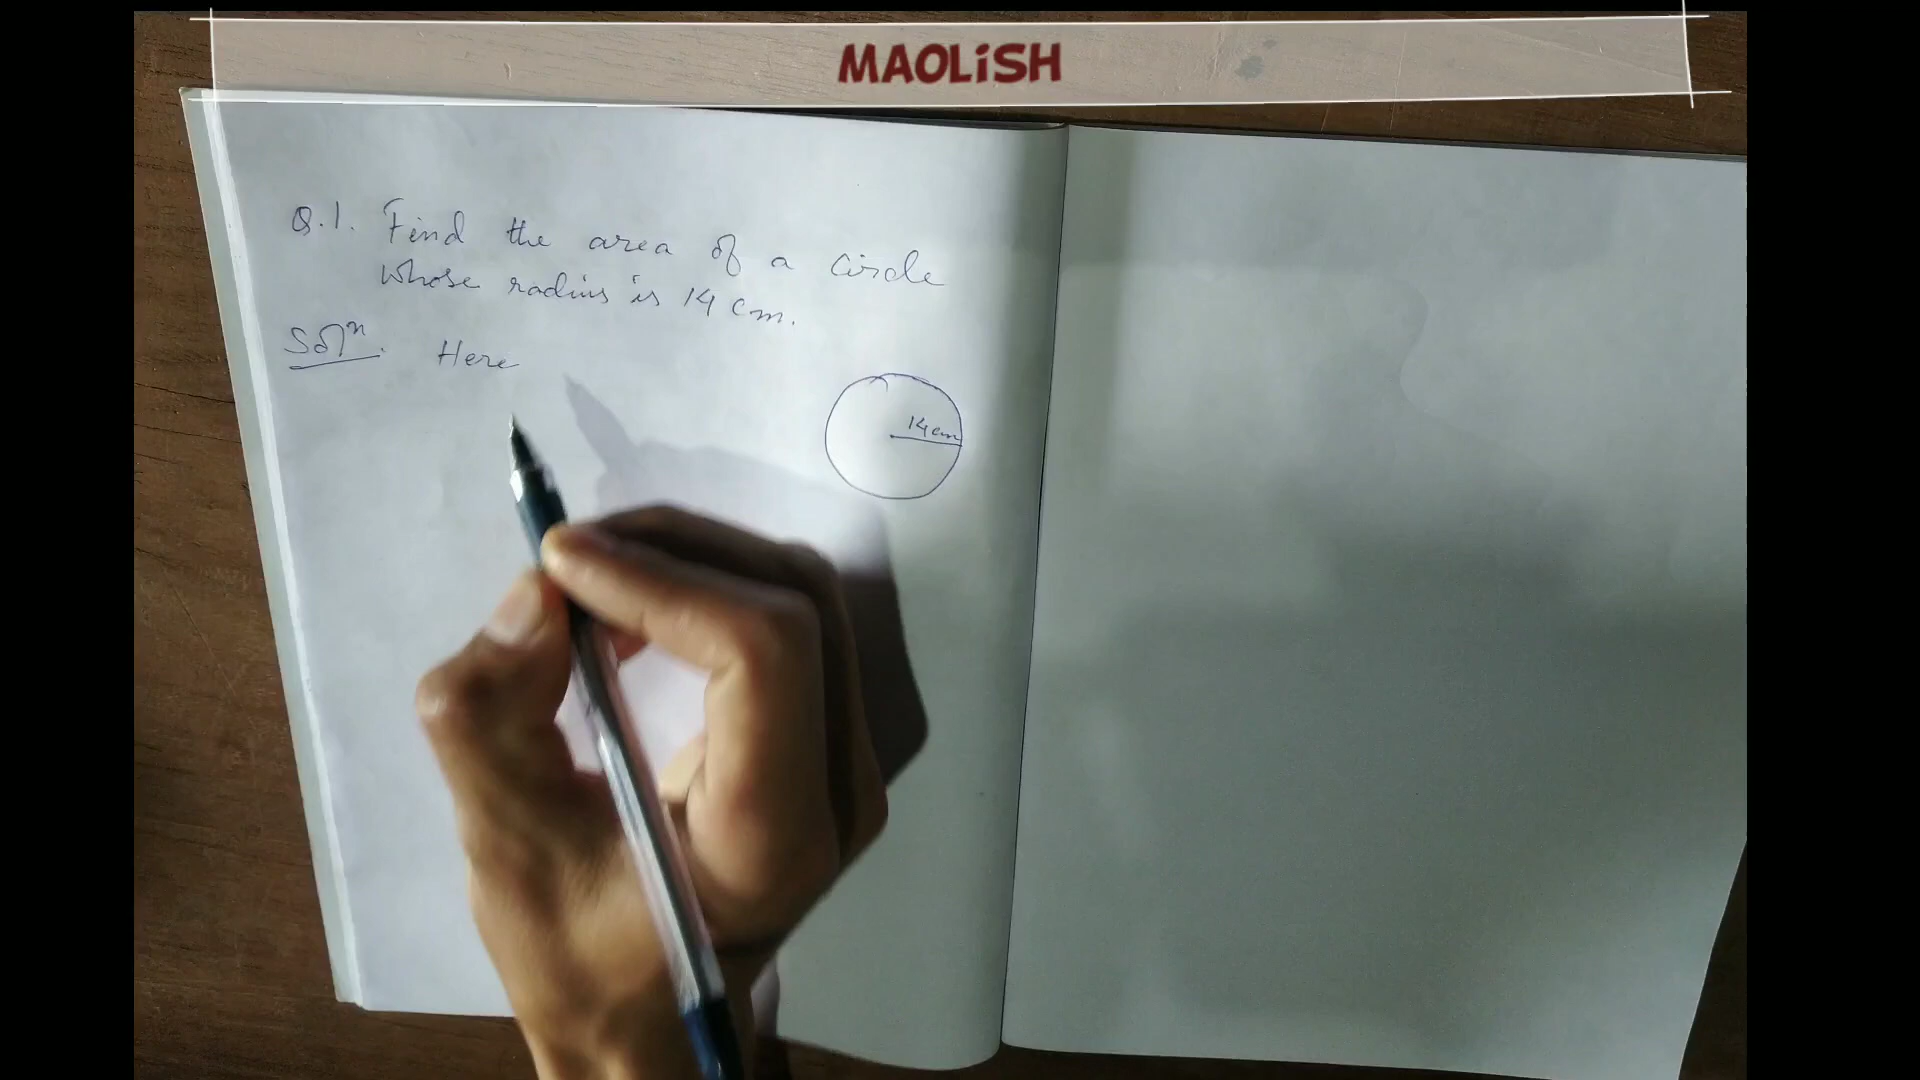 MAOLiSH
Q.1. Find the area of a circle
whose radius is 14 cm.
Solⁿ. Here
14cm